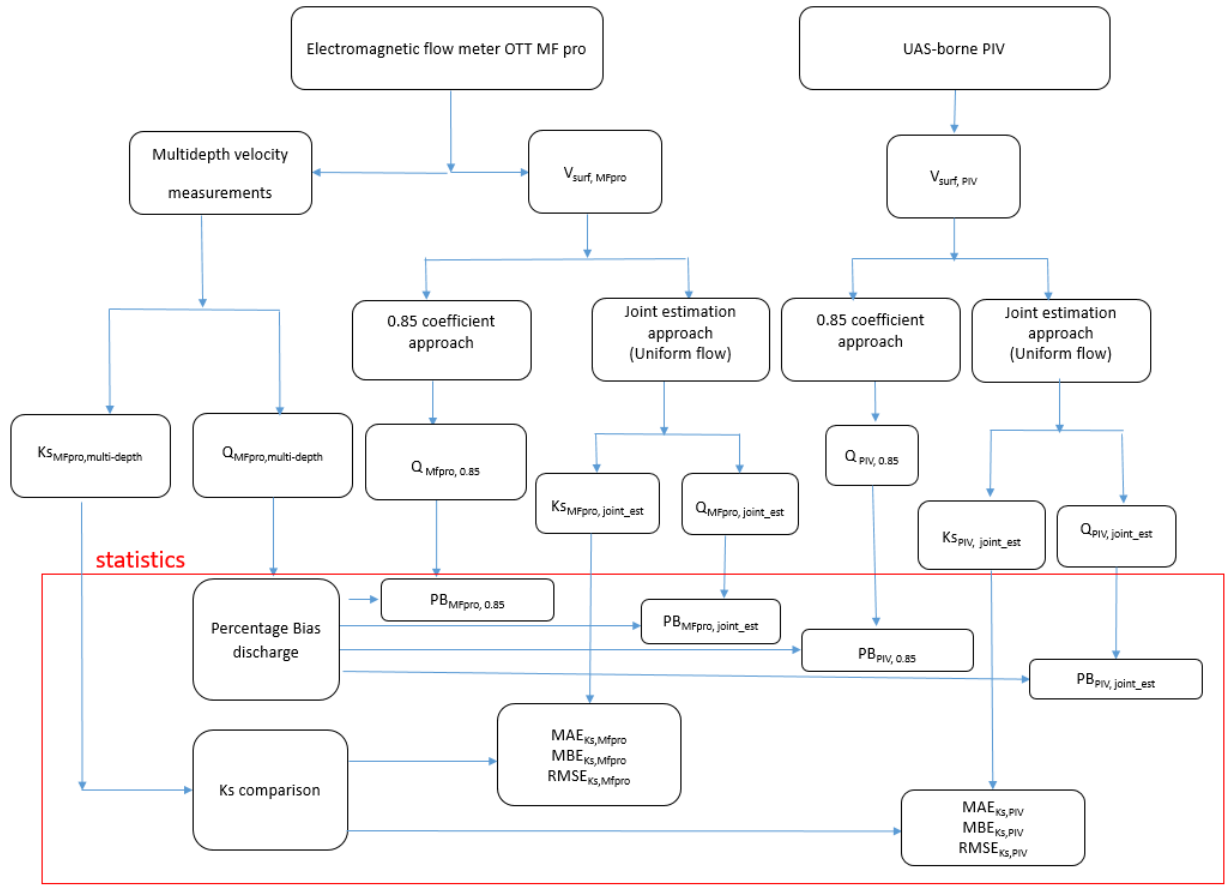 Electromagnetic flow meter OTT MF pro
UAS-borne PIV
Multidepth velocity
measurements
Vsurf, MFpro
Vsurf, PIV
0.85 coefficient
approach
Joint estimation
approach
(Uniform flow)
0.85 coefficient
approach
Joint estimation
approach
(Uniform flow)
KsMFpro,multi-depth
QMFpro,multi-depth
Q Mfpro, 0.85
KsMFpro, joint_est
QMFpro, joint_est
Q PIV, 0.85
KsPIV, joint_est
QPIV, joint_est
statistics
Percentage Bias
discharge
PBMFpro, 0.85
PBMFpro, joint_est
PBPIV, 0.85
PBPIV, joint_est
Ks comparison
MAEKs,Mfpro
MBEKs,Mfpro
RMSEKs,Mfpro
MAEKs,PIV
MBEKs,PIV
RMSEKs,PIV